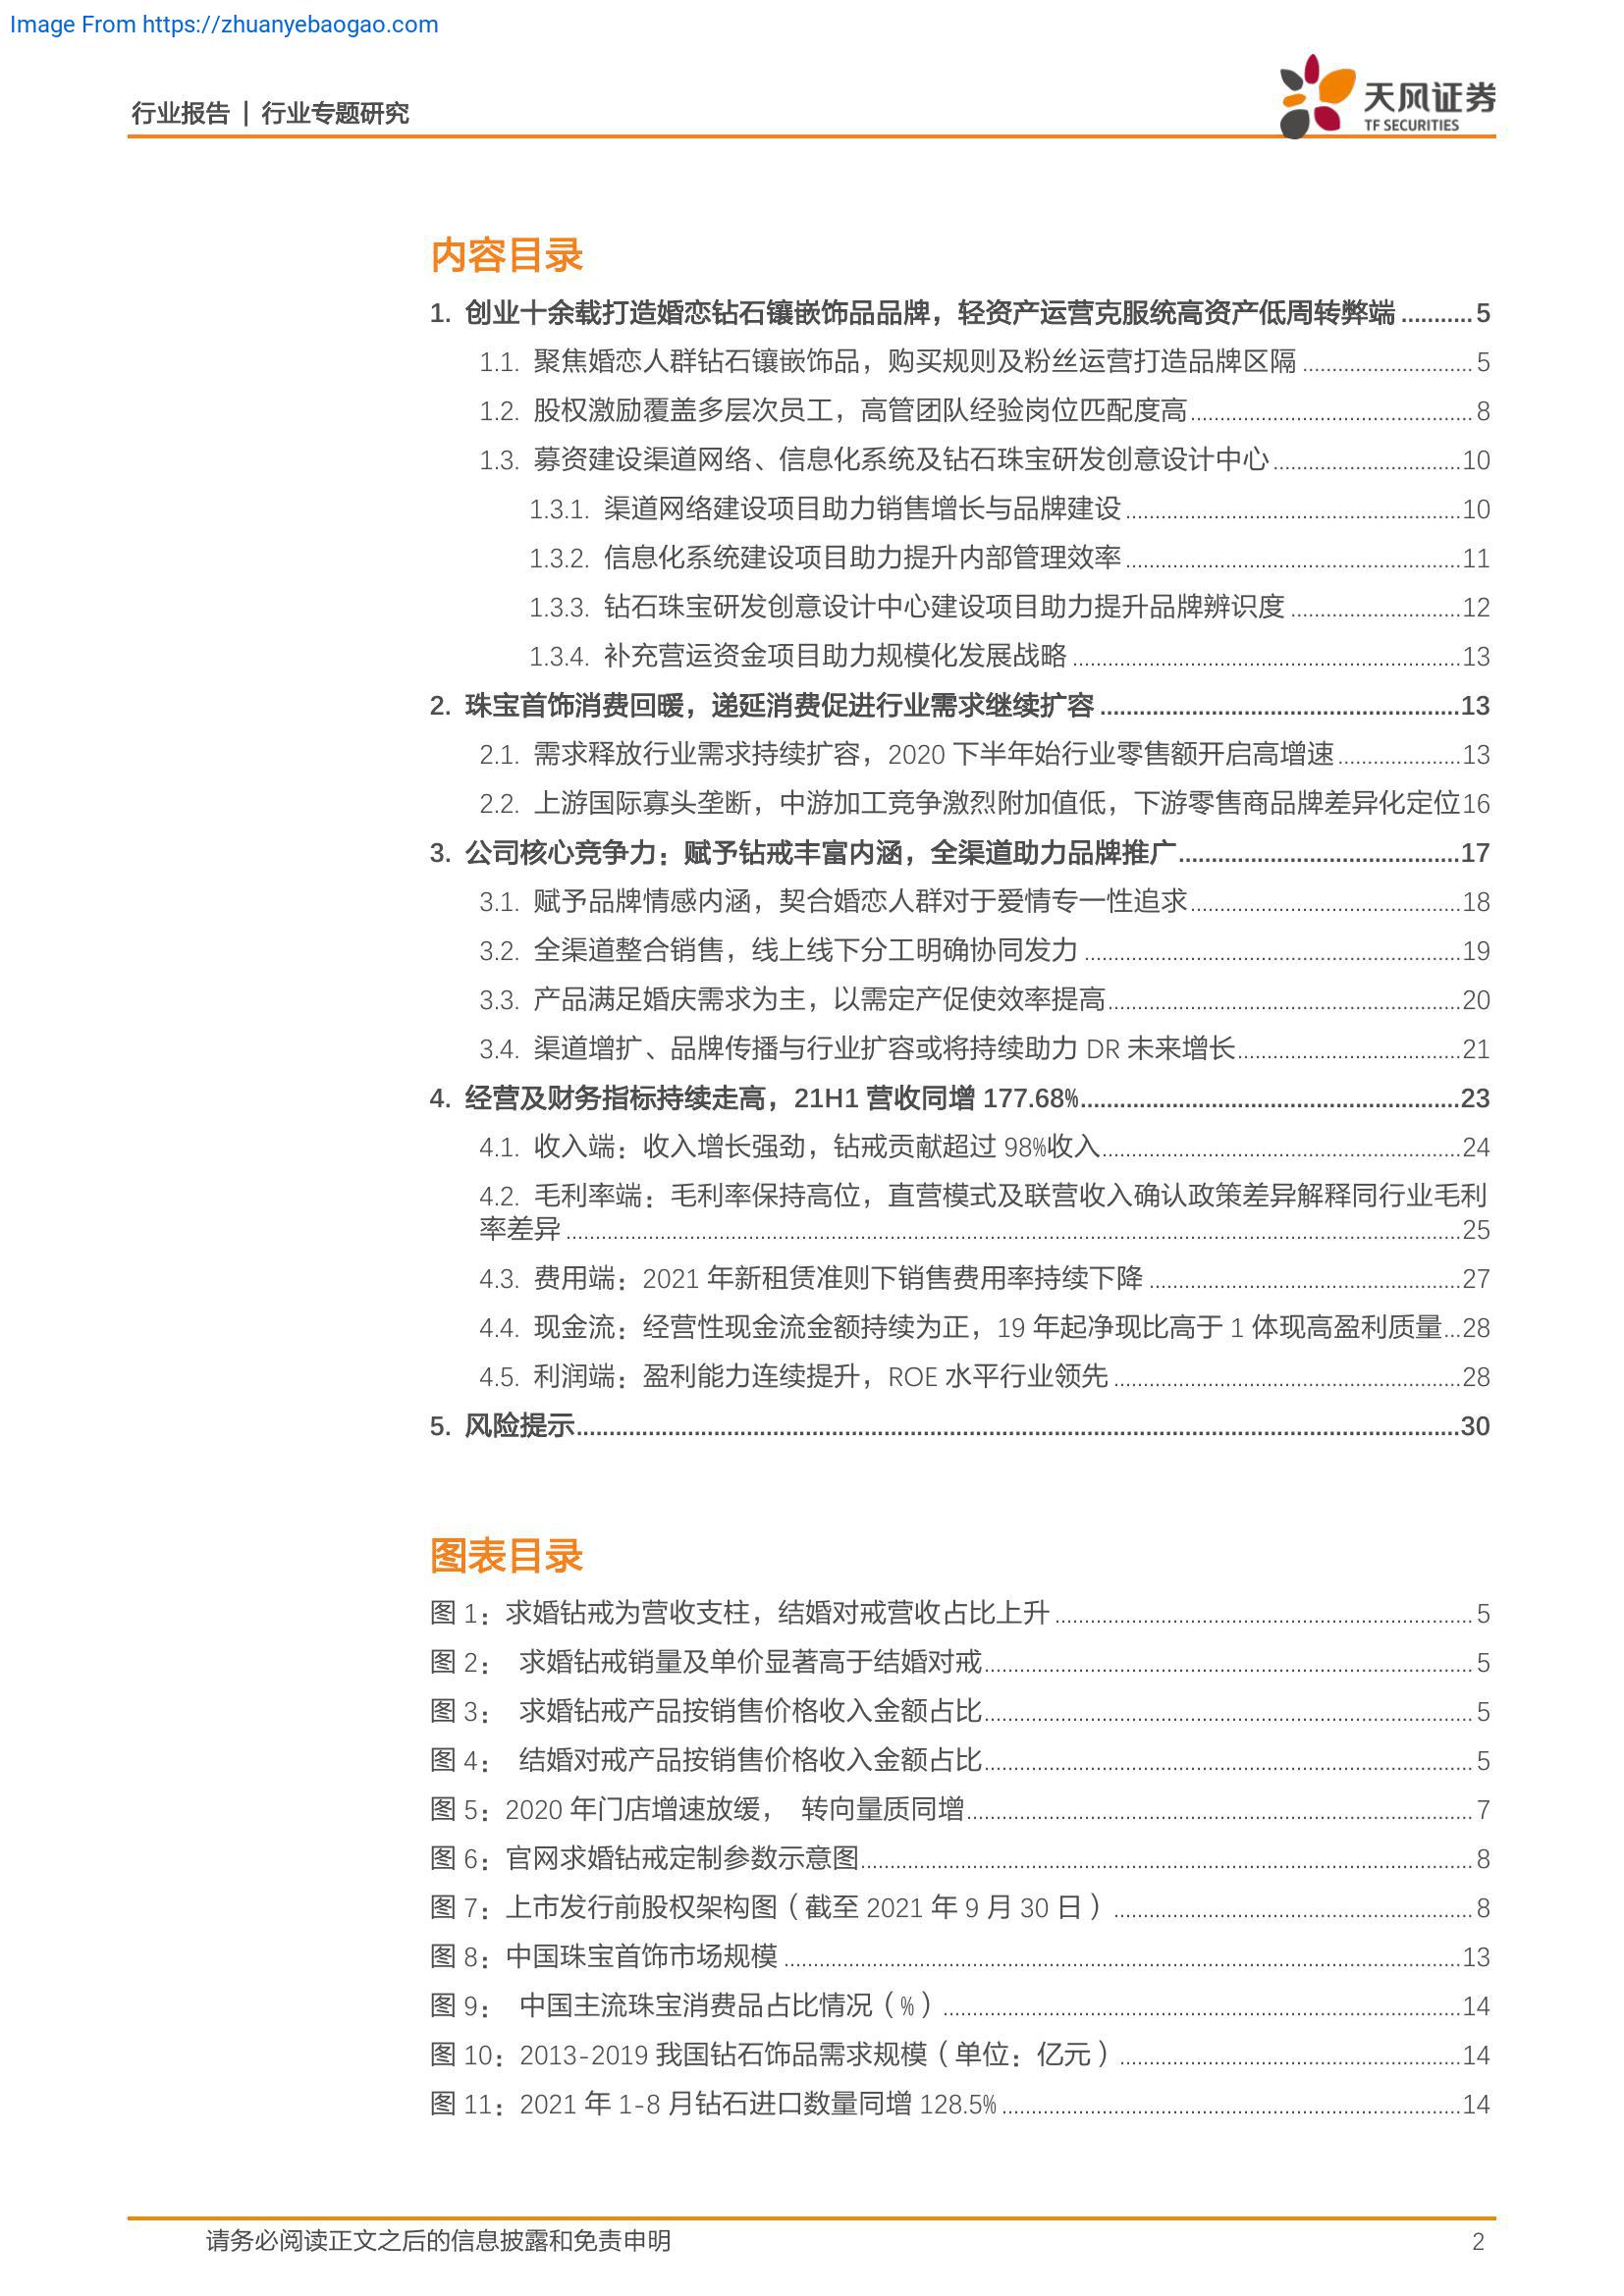 Image From https://zhuanyebaogao.com
行业报告 | 行业专题研究
天风证券
TF SECURITIES
内容目录
1. 创业十余载打造婚恋钻石镶嵌饰品品牌，轻资产运营克服统高资产低周转弊端...........5
1.1. 聚焦婚恋人群钻石镶嵌饰品，购买规则及粉丝运营打造品牌区隔.............................5
1.2. 股权激励覆盖多层次员工，高管团队经验岗位匹配度高................................................8
1.3. 募资建设渠道网络、信息化系统及钻石珠宝研发创意设计中心................................10
1.3.1. 渠道网络建设项目助力销售增长与品牌建设.........................................................10
1.3.2. 信息化系统建设项目助力提升内部管理效率.........................................................11
1.3.3. 钻石珠宝研发创意设计中心建设项目助力提升品牌辨识度.............................12
1.3.4. 补充营运资金项目助力规模化发展战略..................................................................13
2. 珠宝首饰消费回暖，递延消费促进行业需求继续扩容.......................................................13
2.1. 需求释放行业需求持续扩容，2020 下半年始行业零售额开启高增速.....................13
2.2. 上游国际寡头垄断，中游加工竞争激烈附加值低，下游零售商品牌差异化定位16
3. 公司核心竞争力：赋予钻戒丰富内涵，全渠道助力品牌推广...........................................17
3.1. 赋予品牌情感内涵，契合婚恋人群对于爱情专一性追求..............................................18
3.2. 全渠道整合销售，线上线下分工明确协同发力................................................................19
3.3. 产品满足婚庆需求为主，以需定产促使效率提高............................................................20
3.4. 渠道增扩、品牌传播与行业扩容或将持续助力 DR 未来增长......................................21
4. 经营及财务指标持续走高，21H1 营收同增 177.68%..........................................................23
4.1. 收入端：收入增长强劲，钻戒贡献超过 98%收入.............................................................24
4.2. 毛利率端：毛利率保持高位，直营模式及联营收入确认政策差异解释同行业毛利
率差异........................................................................................................................................................25
4.3. 费用端：2021 年新租赁准则下销售费用率持续下降.....................................................27
4.4. 现金流：经营性现金流金额持续为正，19 年起净现比高于 1 体现高盈利质量...28
4.5. 利润端：盈利能力连续提升，ROE 水平行业领先...........................................................28
5. 风险提示.......................................................................................................................................30
图表目录
图 1：求婚钻戒为营收支柱，结婚对戒营收占比上升.......................................................................5
图 2： 求婚钻戒销量及单价显著高于结婚对戒...................................................................................5
图 3： 求婚钻戒产品按销售价格收入金额占比...................................................................................5
图 4： 结婚对戒产品按销售价格收入金额占比...................................................................................5
图 5：2020 年门店增速放缓， 转向量质同增......................................................................................7
图 6：官网求婚钻戒定制参数示意图........................................................................................................8
图 7：上市发行前股权架构图（截至 2021 年 9 月 30 日）.............................................................8
图 8：中国珠宝首饰市场规模...................................................................................................................13
图 9： 中国主流珠宝消费品占比情况（%）........................................................................................14
图 10：2013-2019 我国钻石饰品需求规模（单位：亿元）..........................................................14
图 11：2021 年 1-8 月钻石进口数量同增 128.5%..............................................................................14
请务必阅读正文之后的信息披露和免责申明
2